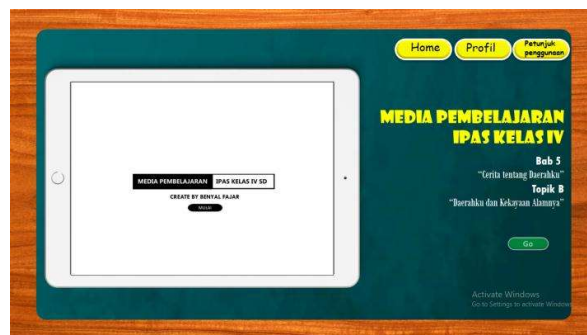 Home
Profil
Petunjuk
penggunaan
MEDIA PEMBELAJARAN
IPAS KELAS IV
Bab 5
“Cerita tentang Daerahku”
Topik B
“Daerahku dan Kekayaan Alamnya”
Go
MEDIA PEMBELAJARAN IPAS KELAS IV SD
CREATE BY BENYAL FAJAR
MULAI
Activate Windows
Go to Settings to activate Windows